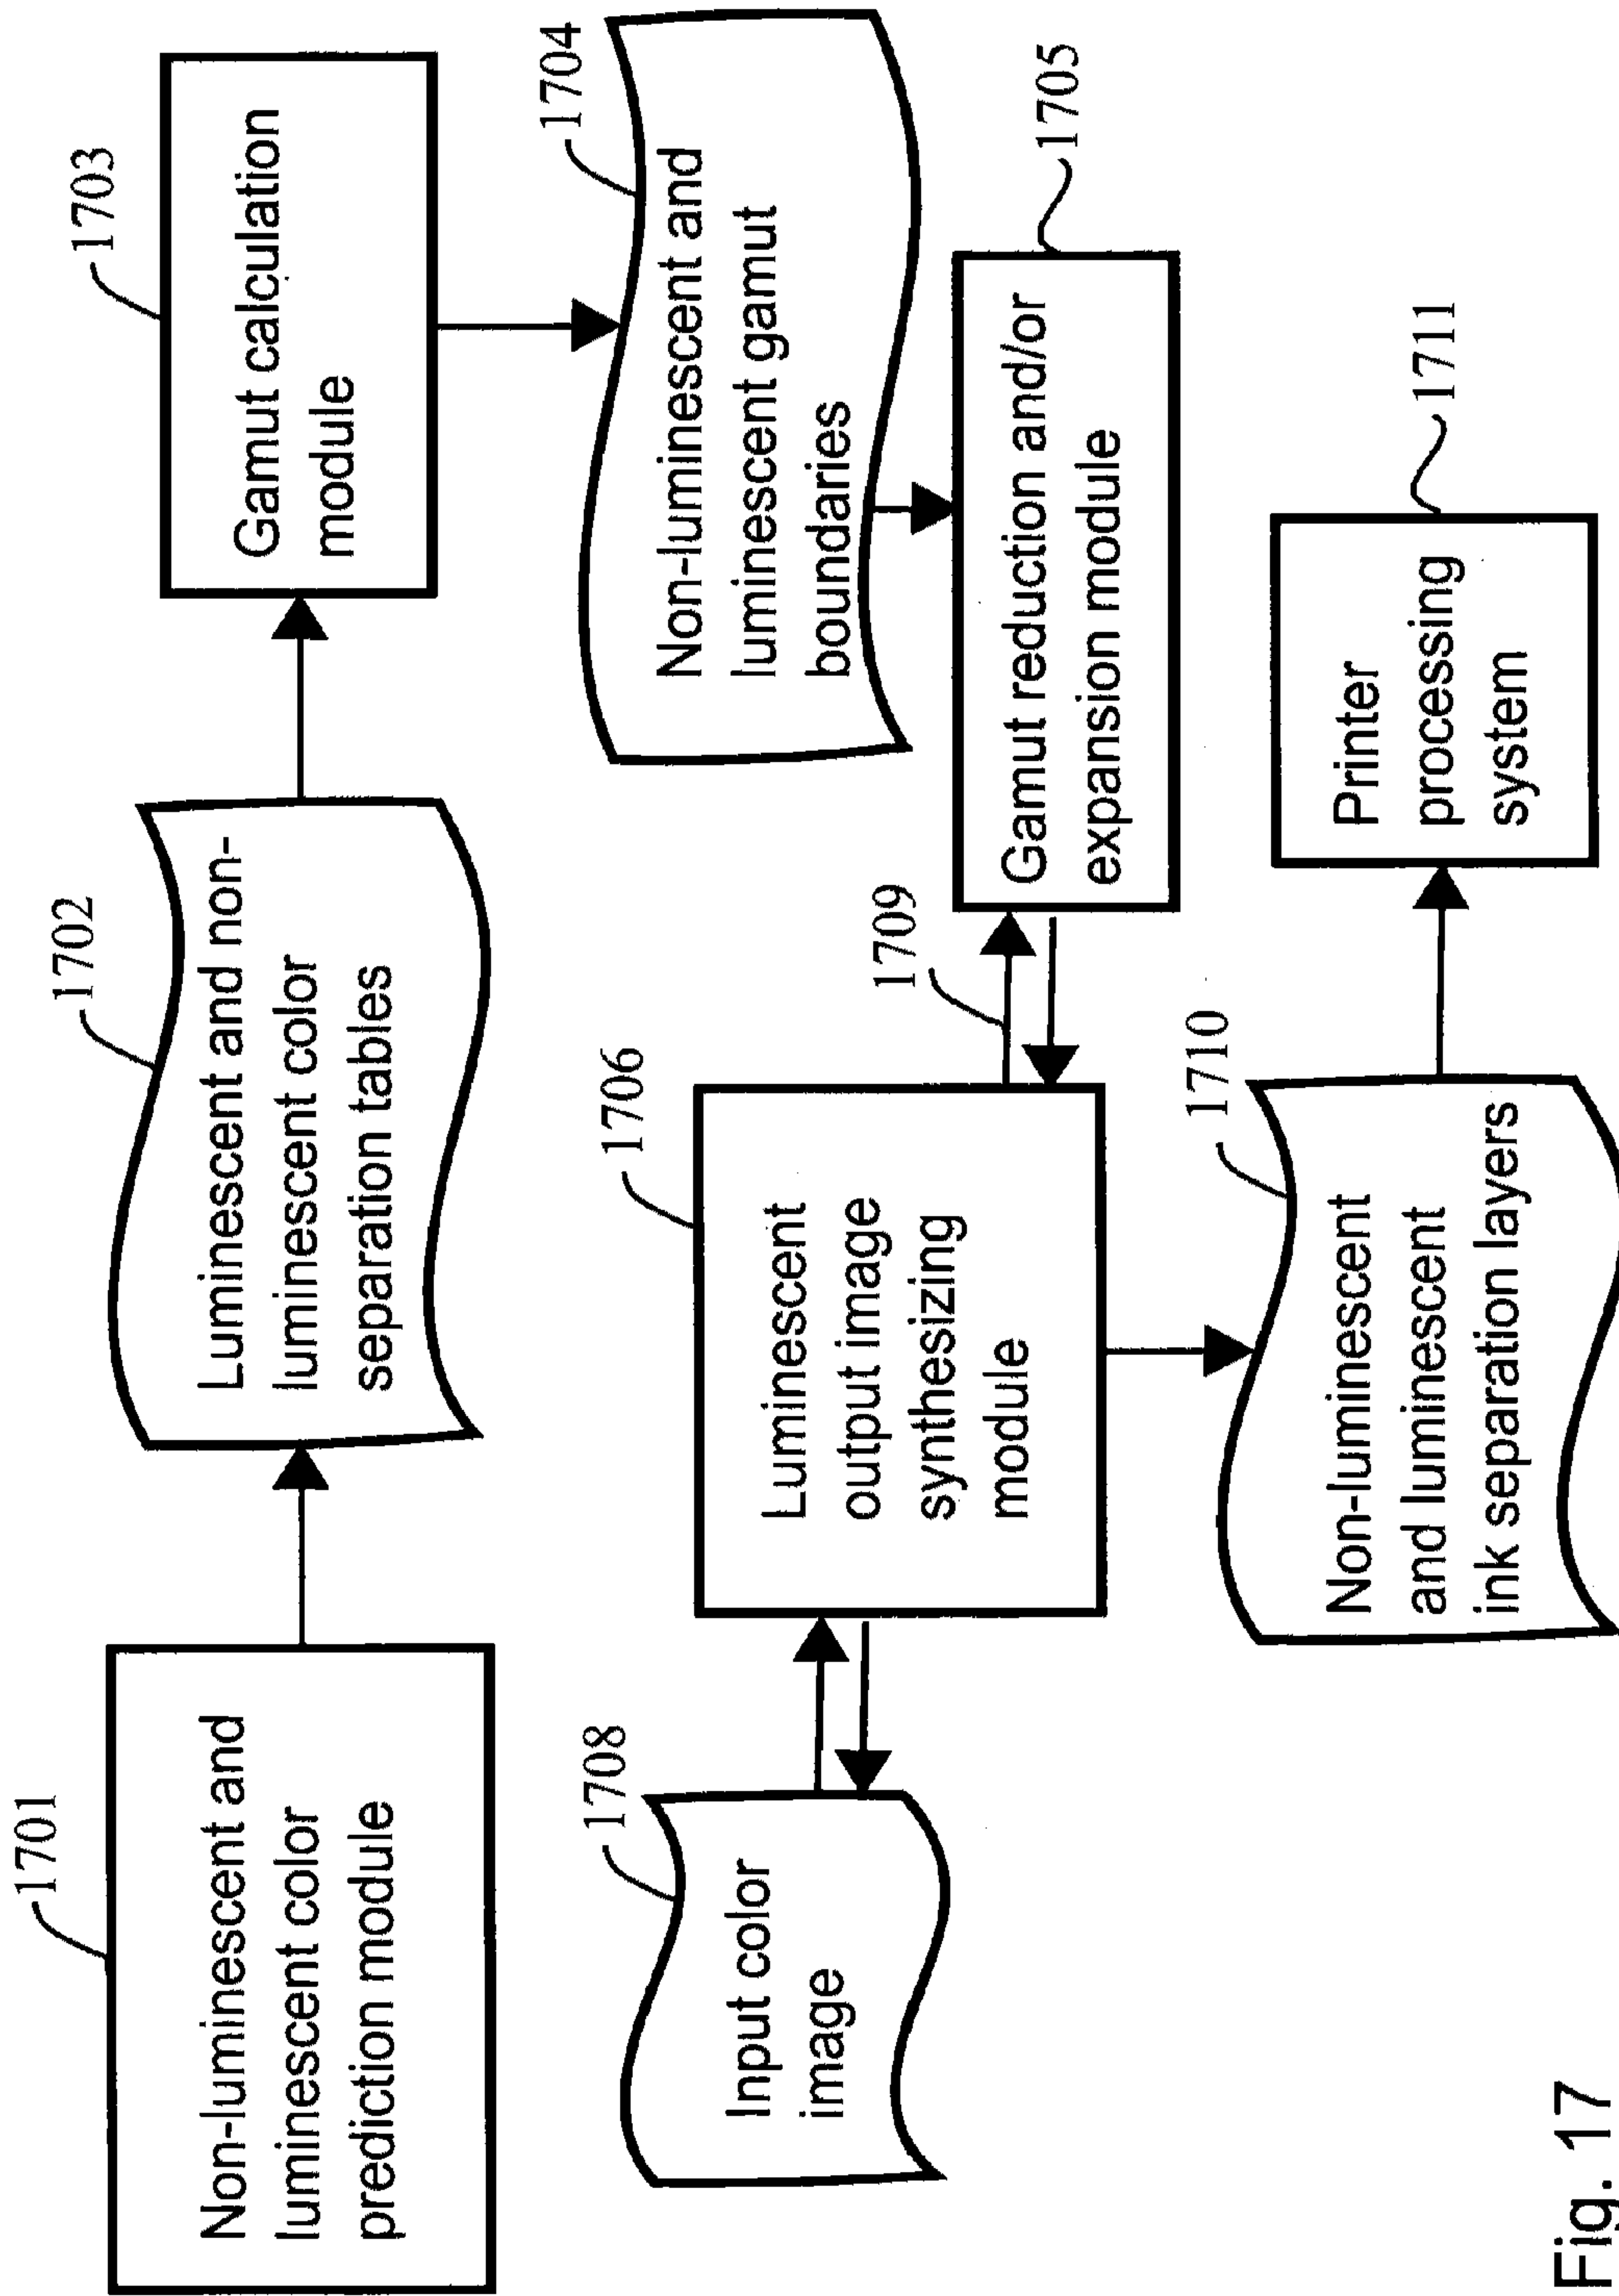 1701
Non-luminescent and
luminescent color
prediction module
1702
Luminescent and non-
luminescent color
separation tables
1703
Gamut calculation
module
1704
Non-luminescent and
luminescent gamut
boundaries
1705
Gamut reduction and/or
expansion module
1706
Luminescent
output image
synthesizing
module
1708
Input color
image
1709
1710
Non-luminescent
and luminescent
ink separation layers
1711
Printer
processing
system
Fig. 17